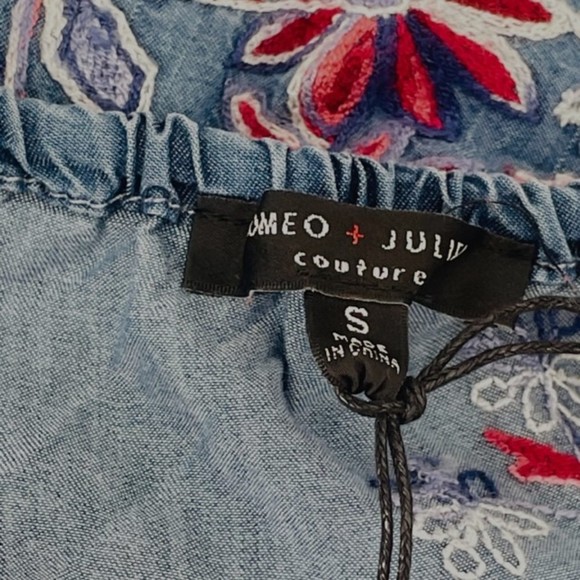 OMEO + JULI
couture
S
MADE
IN CHINA